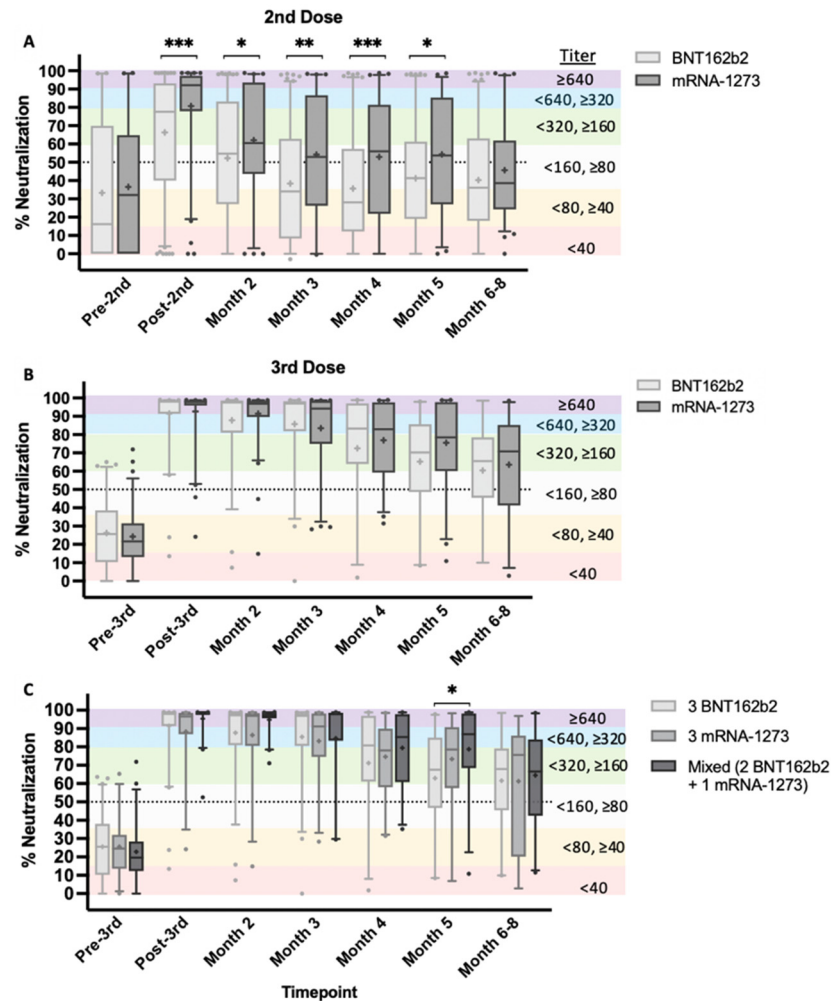 2nd Dose
A
*** * ** *** *
Titer
BNT162b2
mRNA-1273
100
90
80
70
60
50
40
30
20
10
0
% Neutralization
≥640
<640, ≥320
<320, ≥160
<160, ≥80
<80, ≥40
<40
Pre-2nd
Post-2nd
Month 2
Month 3
Month 4
Month 5
Month 6-8
3rd Dose
B
BNT162b2
mRNA-1273
100
90
80
70
60
50
40
30
20
10
0
% Neutralization
≥640
<640, ≥320
<320, ≥160
<160, ≥80
<80, ≥40
<40
Pre-3rd
Post-3rd
Month 2
Month 3
Month 4
Month 5
Month 6-8
C
*
3 BNT162b2
3 mRNA-1273
Mixed (2 BNT162b2
+ 1 mRNA-1273)
100
90
80
70
60
50
40
30
20
10
0
% Neutralization
≥640
<640, ≥320
<320, ≥160
<160, ≥80
<80, ≥40
<40
Pre-3rd
Post-3rd
Month 2
Month 3
Month 4
Month 5
Month 6-8
Timepoint